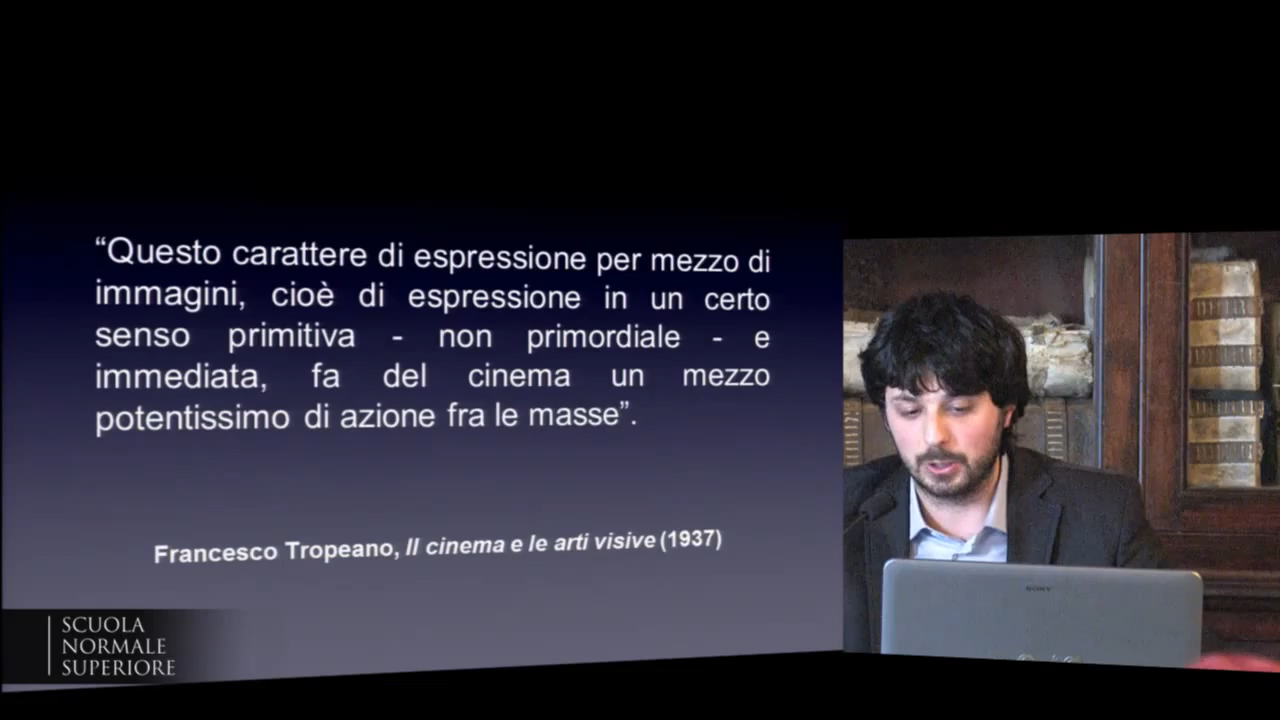 “Questo carattere di espressione per mezzo di
immagini, cioè di espressione in un certo
senso primitiva - non primordiale - e
immediata, fa del cinema un mezzo
potentissimo di azione fra le masse”.
Francesco Tropeano, Il cinema e le arti visive (1937)
SCUOLA
NORMALE
SUPERIORE
SONY